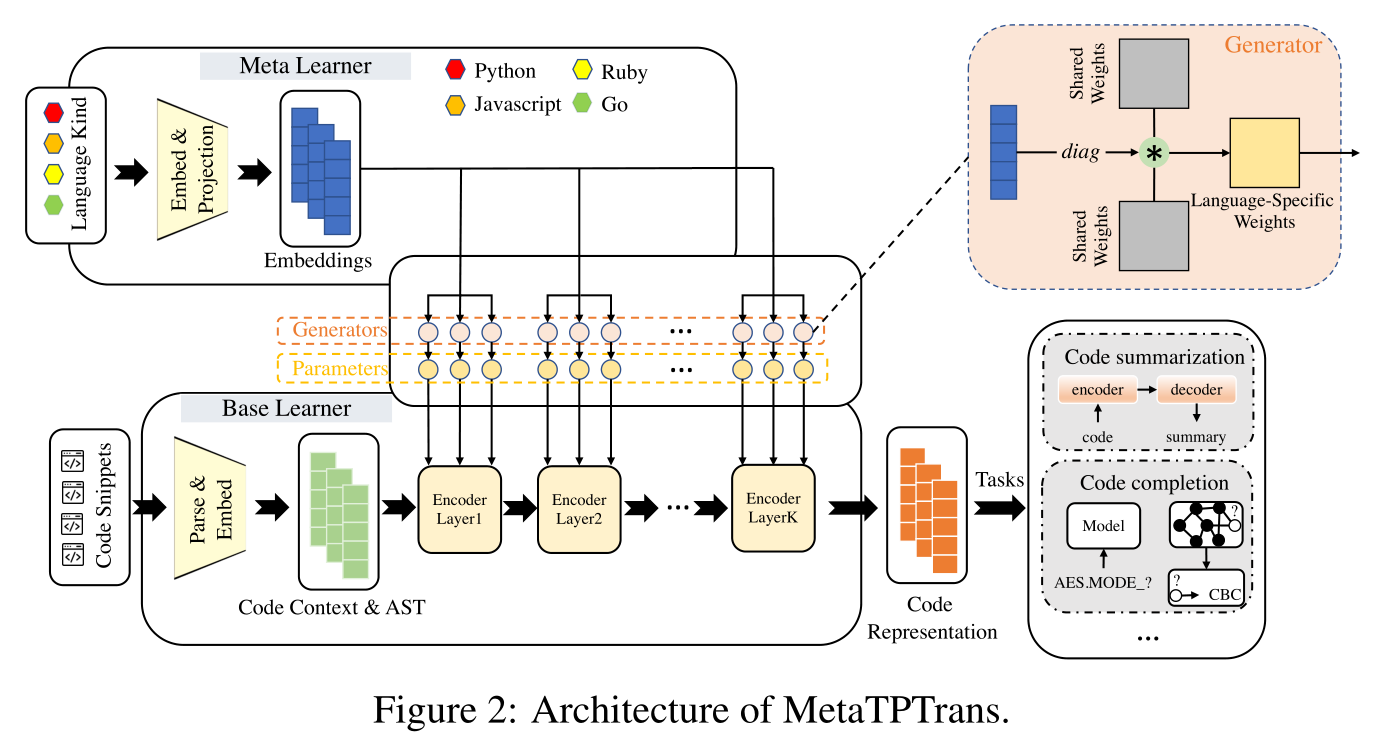 Meta Learner
Python
Ruby
Javascript
Go
Language Kind
Embed &
Projection
Embeddings
Generator
Shared
Weights
diag
*
Shared
Weights
Language-Specific
Weights
Generators
...
Parameters
...
Base Learner
Code Snippets
</>
</>
</>
</>
Parse &
Embed
Code Context & AST
Encoder
Layer1
Encoder
Layer2
...
Encoder
LayerK
Code
Representation
Tasks
Code summarization
encoder
decoder
code
summary
Code completion
Model
AES.MODE_?
?
?
CBC
...
Figure 2: Architecture of MetaTPTrans.